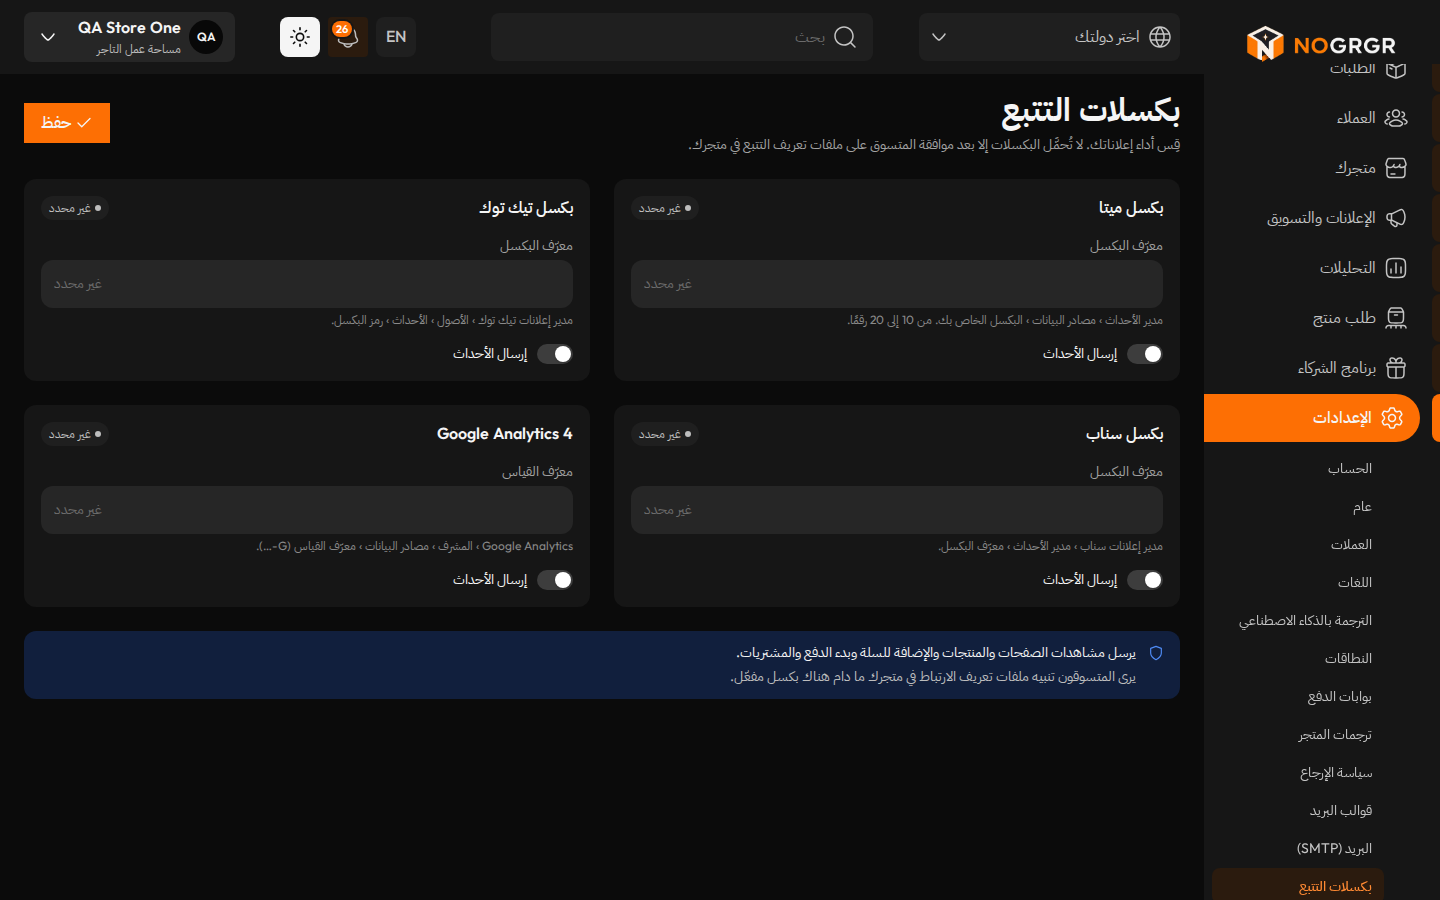 NOGRGR
اختر دولتك
بحث
EN
26
QA
QA Store One
مساحة عمل التاجر
الطلبات
العملاء
متجرك
الإعلانات والتسويق
التحليلات
طلب منتج
برنامج الشركاء
الإعدادات
الحساب
عام
العملات
اللغات
الترجمة بالذكاء الاصطناعي
النطاقات
بوابات الدفع
ترجمات المتجر
سياسة الإرجاع
قوالب البريد
البريد (SMTP)
بكسلات التتبع
بكسلات التتبع
قِس أداء إعلاناتك. لا تُحمَّل البكسلات إلا بعد موافقة المتسوق على ملفات تعريف التتبع في متجرك.
حفظ
بكسل ميتا
غير محدد
معرّف البكسل
غير محدد
مدير الأحداث › مصادر البيانات › البكسل الخاص بك. من 10 إلى 20 رقمًا.
إرسال الأحداث
بكسل تيك توك
غير محدد
معرّف البكسل
غير محدد
مدير إعلانات تيك توك › الأصول › الأحداث › رمز البكسل.
إرسال الأحداث
بكسل سناب
غير محدد
معرّف البكسل
غير محدد
مدير إعلانات سناب › مدير الأحداث › معرّف البكسل.
إرسال الأحداث
Google Analytics 4
غير محدد
معرّف القياس
غير محدد
Google Analytics › المشرف › مصادر البيانات › معرّف القياس (G-…).
إرسال الأحداث
يرسل مشاهدات الصفحات والمنتجات والإضافة للسلة وبدء الدفع والمشتريات.
يرى المتسوقون تنبيه ملفات تعريف الارتباط في متجرك ما دام هناك بكسل مفعّل.